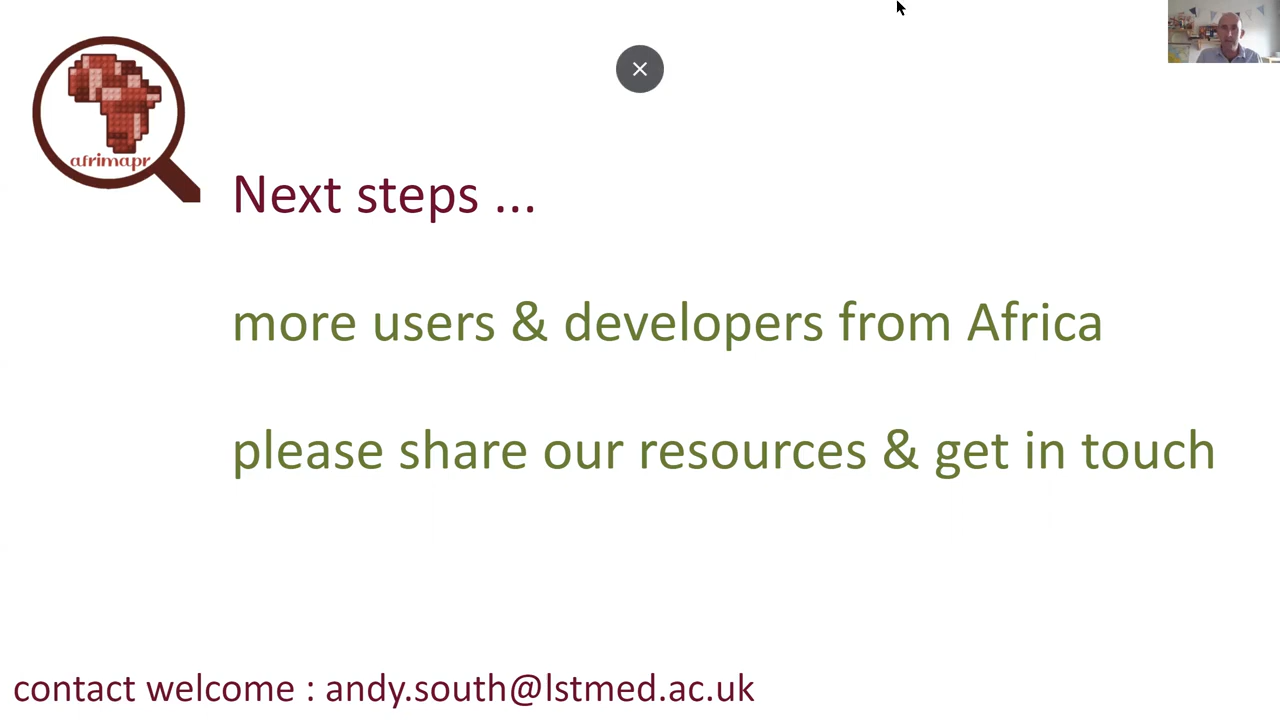 afrimapr
Next steps ...
more users & developers from Africa
please share our resources & get in touch
contact welcome : andy.south@lstmed.ac.uk